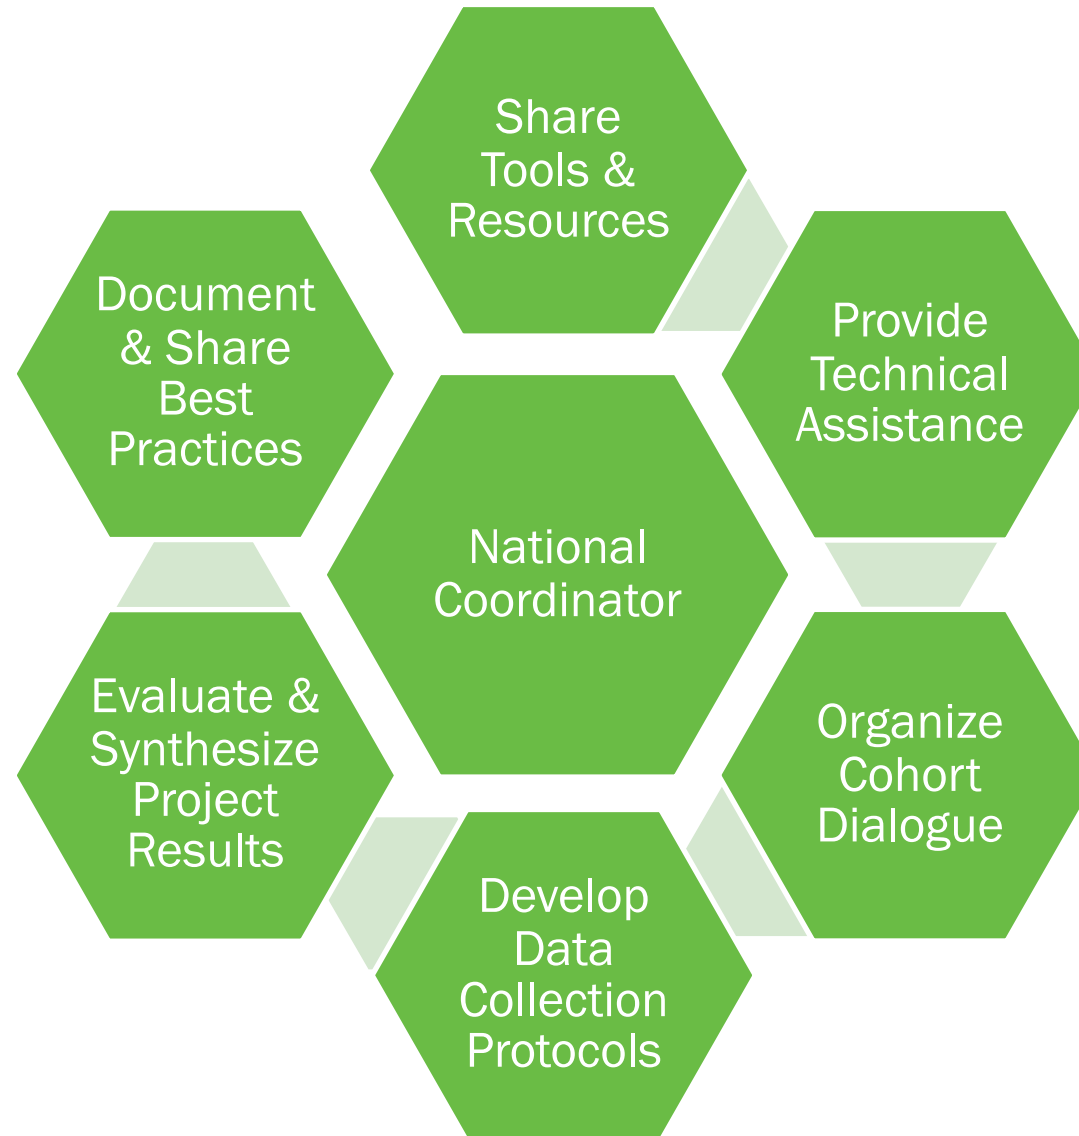 Share
Tools &
Resources
Provide
Technical
Assistance
Organize
Cohort
Dialogue
Develop
Data
Collection
Protocols
Evaluate &
Synthesize
Project
Results
Document
& Share
Best
Practices
National
Coordinator